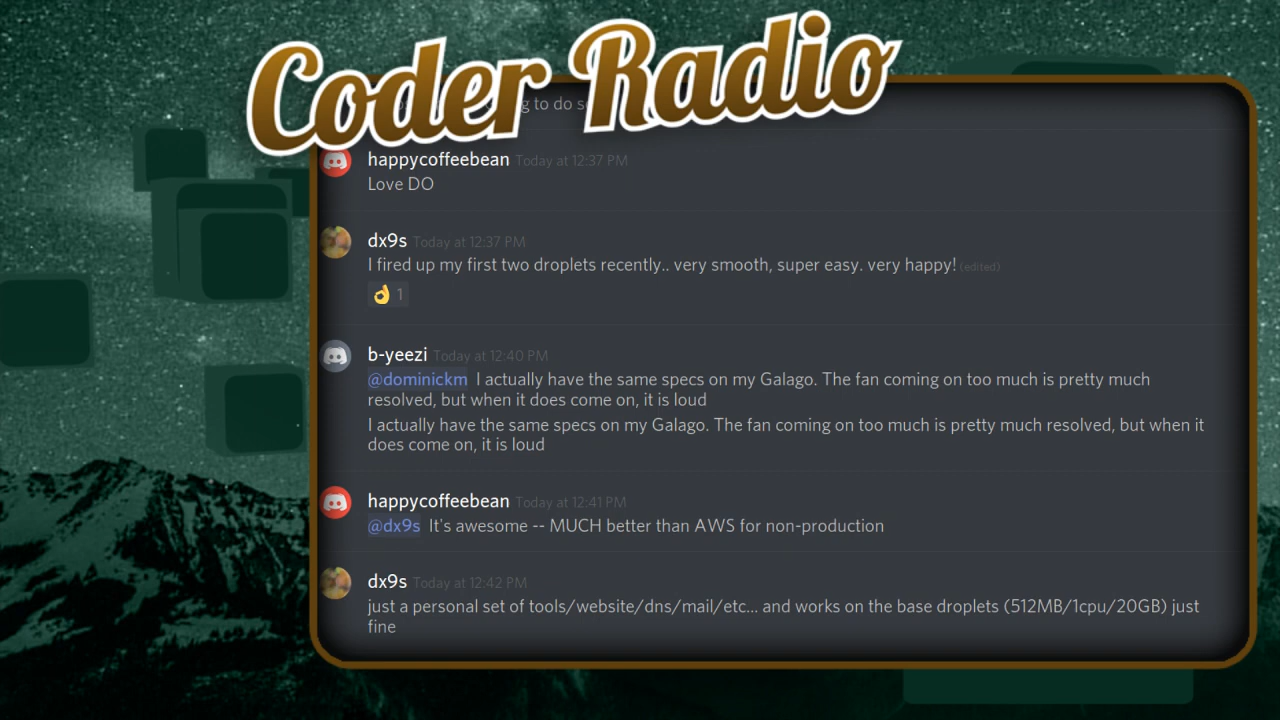 Coder Radio
g to do s
happycoffeebean Today at 12:37 PM
Love DO
dx9s Today at 12:37 PM
I fired up my first two droplets recently.. very smooth, super easy. very happy! (edited)
👌 1
b-yeezi Today at 12:40 PM
@dominickm I actually have the same specs on my Galago. The fan coming on too much is pretty much
resolved, but when it does come on, it is loud
I actually have the same specs on my Galago. The fan coming on too much is pretty much resolved, but when it
does come on, it is loud
happycoffeebean Today at 12:41 PM
@dx9s It's awesome -- MUCH better than AWS for non-production
dx9s Today at 12:42 PM
just a personal set of tools/website/dns/mail/etc... and works on the base droplets (512MB/1cpu/20GB) just
fine